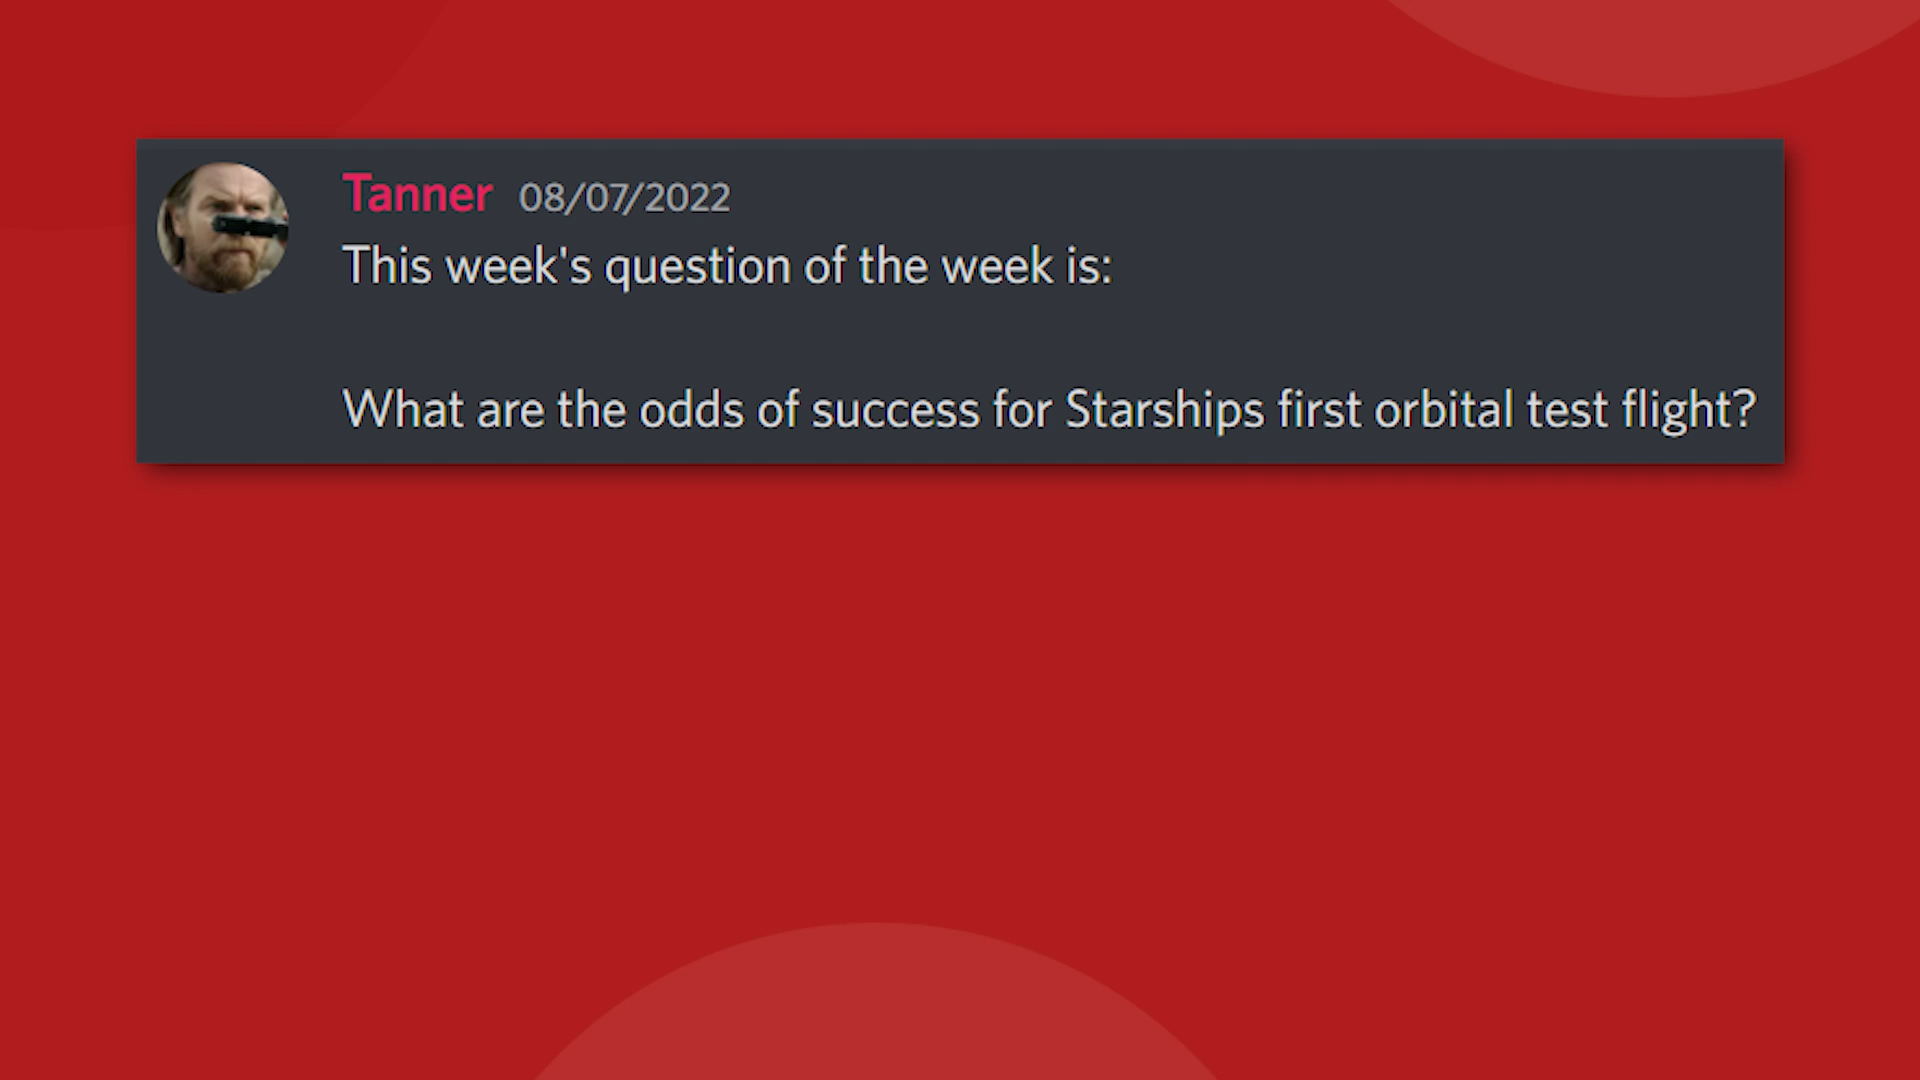 Tanner 08/07/2022
This week's question of the week is:
What are the odds of success for Starships first orbital test flight?